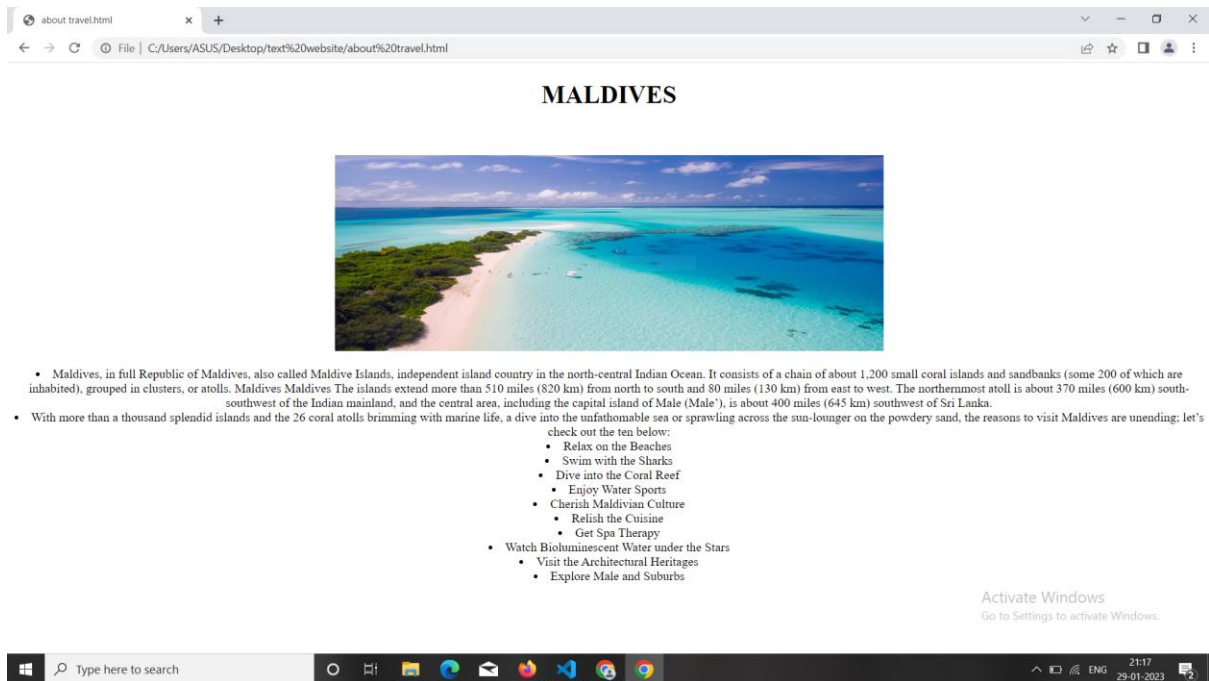 about travel.html
File | C:/Users/ASUS/Desktop/text%20website/about%20travel.html
MALDIVES
• Maldives, in full Republic of Maldives, also called Maldive Islands, independent island country in the north-central Indian Ocean. It consists of a chain of about 1,200 small coral islands and sandbanks (some 200 of which are
inhabited), grouped in clusters, or atolls. Maldives Maldives The islands extend more than 510 miles (820 km) from north to south and 80 miles (130 km) from east to west. The northernmost atoll is about 370 miles (600 km) south-
southwest of the Indian mainland, and the central area, including the capital island of Male (Male’), is about 400 miles (645 km) southwest of Sri Lanka.
• With more than a thousand splendid islands and the 26 coral atolls brimming with marine life, a dive into the unfathomable sea or sprawling across the sun-lounger on the powdery sand, the reasons to visit Maldives are unending; let’s
check out the ten below:
• Relax on the Beaches
• Swim with the Sharks
• Dive into the Coral Reef
• Enjoy Water Sports
• Cherish Maldivian Culture
• Relish the Cuisine
• Get Spa Therapy
• Watch Bioluminescent Water under the Stars
• Visit the Architectural Heritages
• Explore Male and Suburbs
Activate Windows
Go to Settings to activate Windows.
Type here to search
ENG
21:17
29-01-2023
2